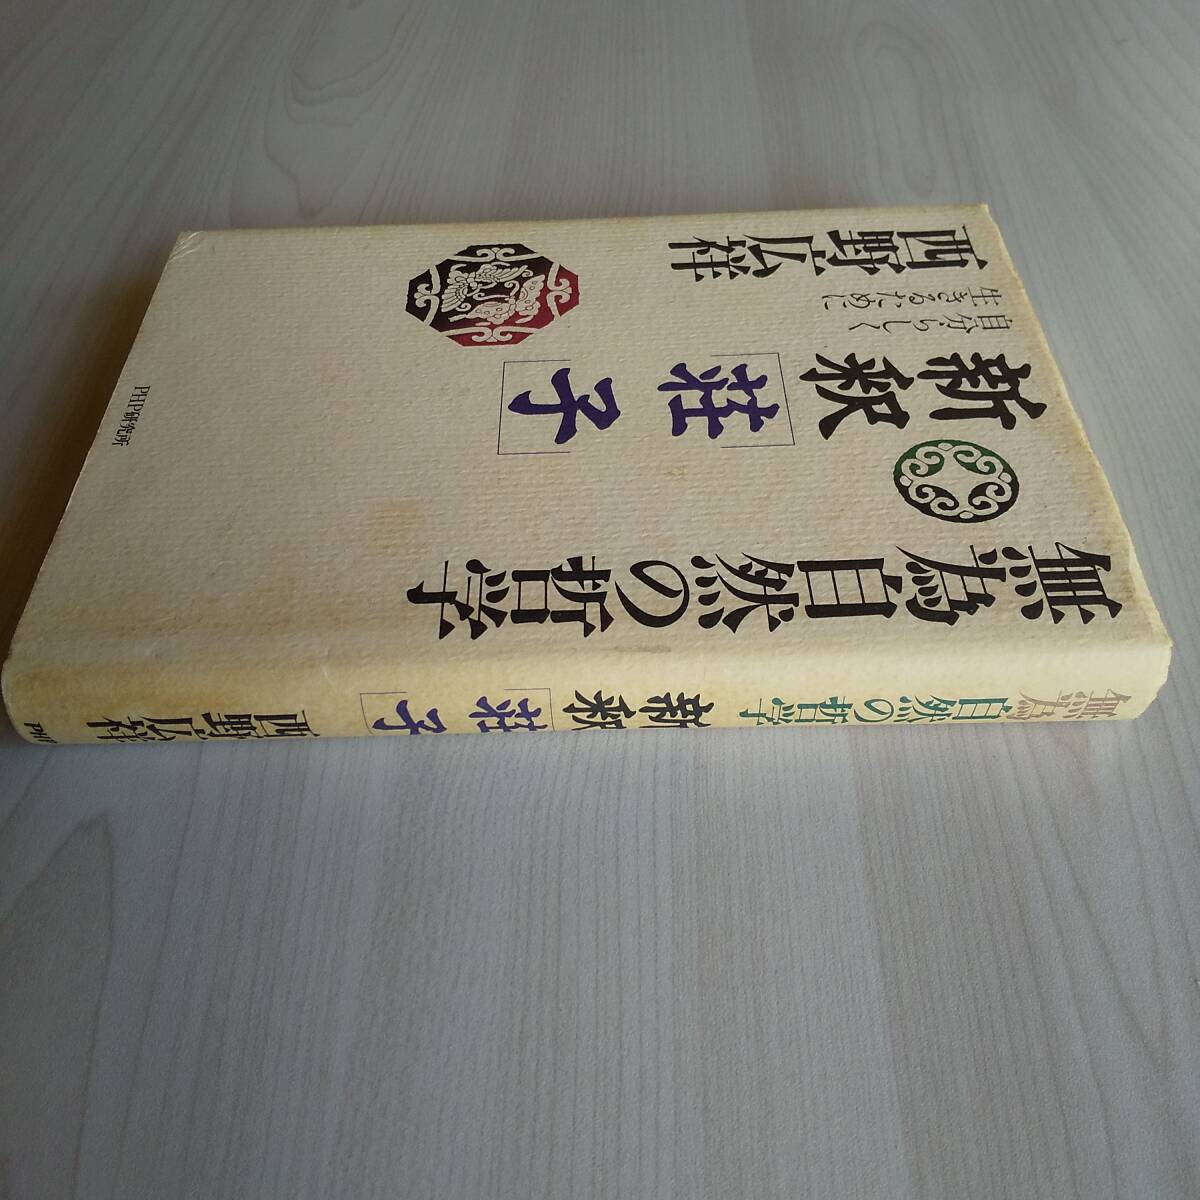 無為自然の哲学
新釈[荘子]
自分らしく
生きるために
西野広祥
PHP研究所
無為自然の哲学
新釈[荘子]
西野広祥
PHP